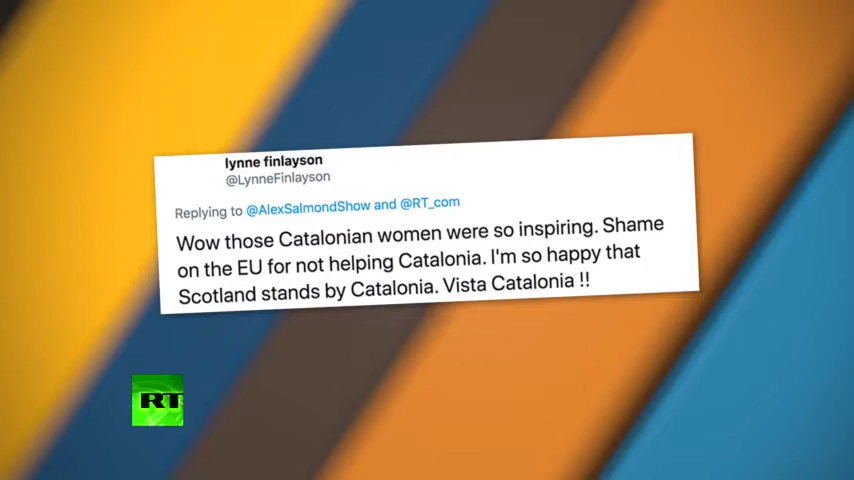 lynne finlayson
@LynneFinlayson
Replying to @AlexSalmondShow and @RT_com
Wow those Catalonian women were so inspiring. Shame
on the EU for not helping Catalonia. I'm so happy that
Scotland stands by Catalonia. Vista Catalonia !!
RT